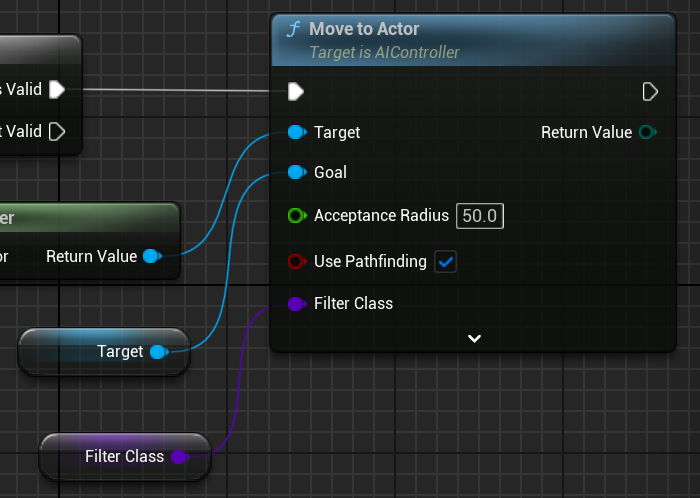 Move to Actor
Target is AIController
s Valid
t Valid
Target
Return Value
Goal
er
Acceptance Radius 50.0
or Return Value
Use Pathfinding
Filter Class
Target
Filter Class